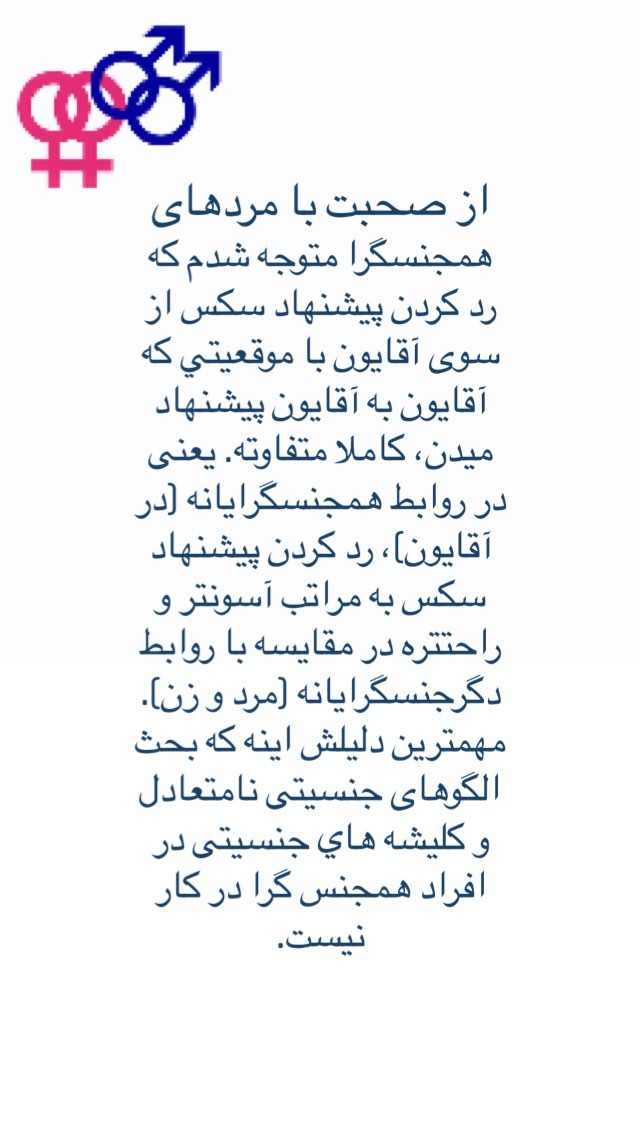 از صحبت با مردهای
همجنسگرا متوجه شدم که
رد کردن پیشنهاد سکس از
سوی آقایون با موقعیتي که
آقایون به آقایون پیشنهاد
میدن، کاملا متفاوته. یعنی
در روابط همجنسگرایانه (در
آقایون)، رد کردن پیشنهاد
سکس به مراتب آسونتر و
راحتتره در مقایسه با روابط
دگرجنسگرایانه (مرد و زن).
مهمترین دلیلش اینه که بحث
الگوهای جنسیتی نامتعادل
و کلیشه هاي جنسیتی در
افراد همجنس گرا در کار
نیست.